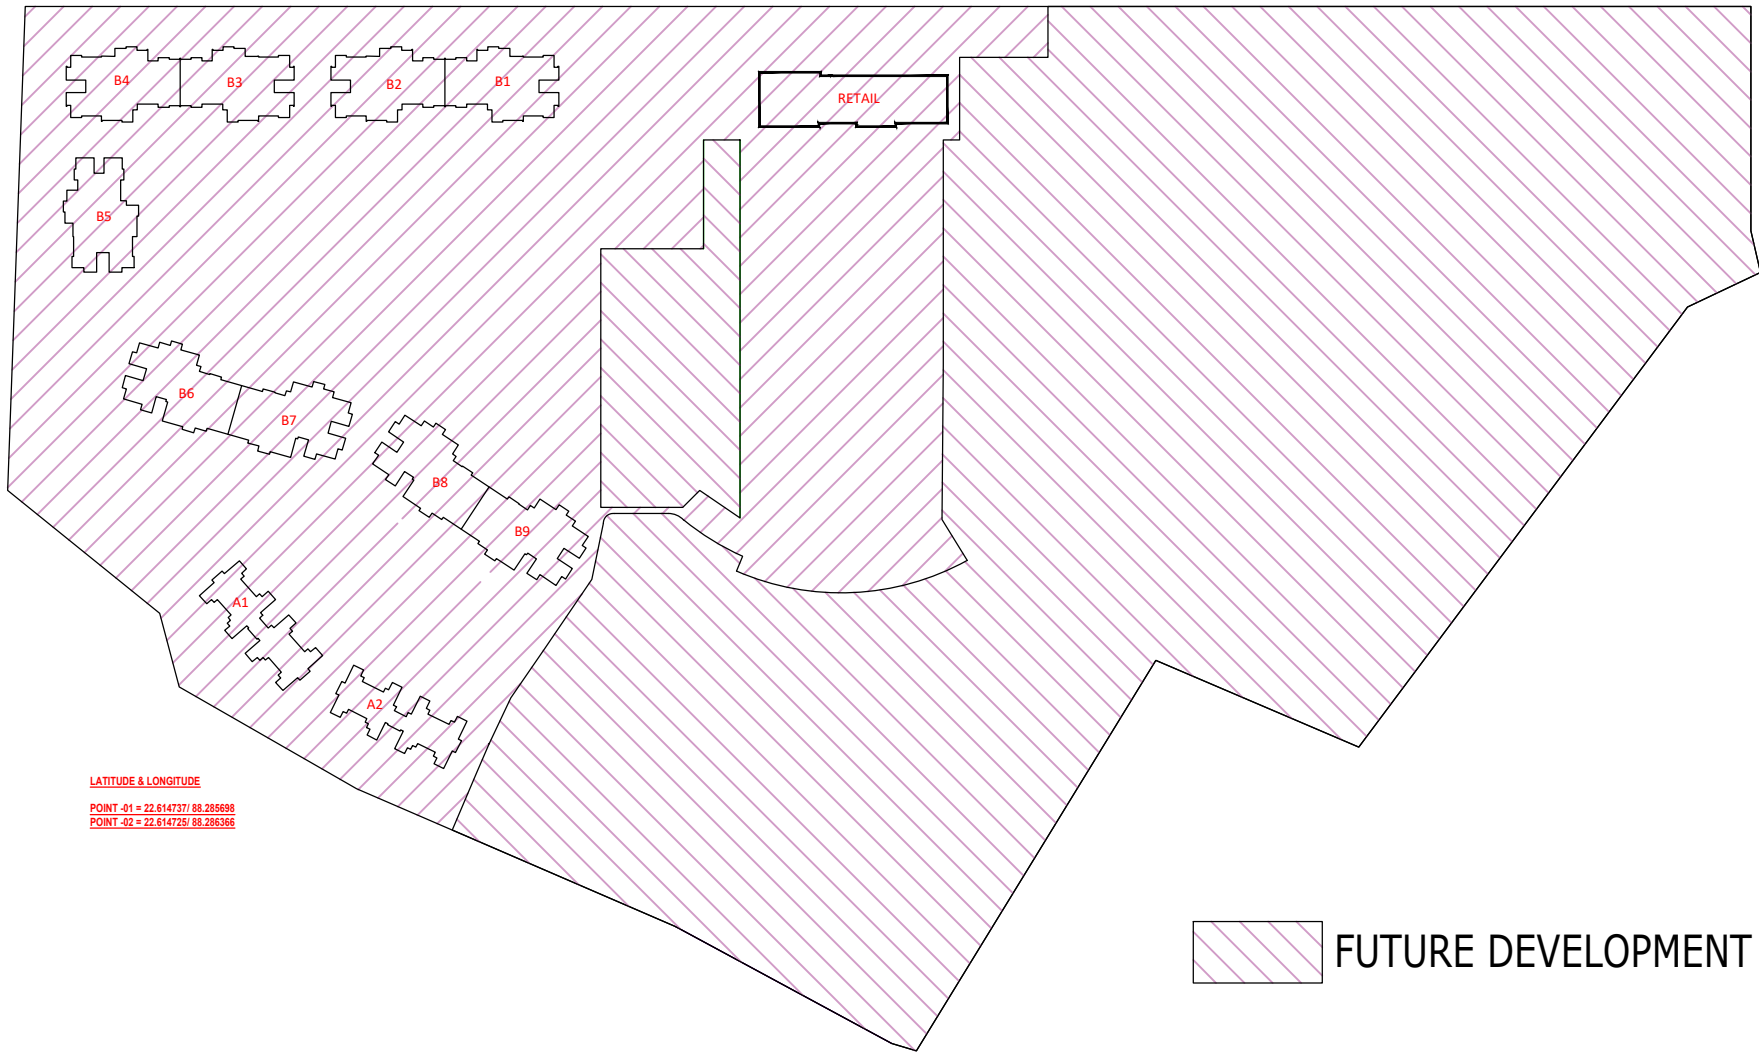 B4
B3
B2
B1
RETAIL
B5
B6
B7
B8
B9
A1
A2
LATITUDE & LONGITUDE
POINT -01 = 22.614737/ 88.285698
POINT -02 = 22.614725/ 88.286366
FUTURE DEVELOPMENT